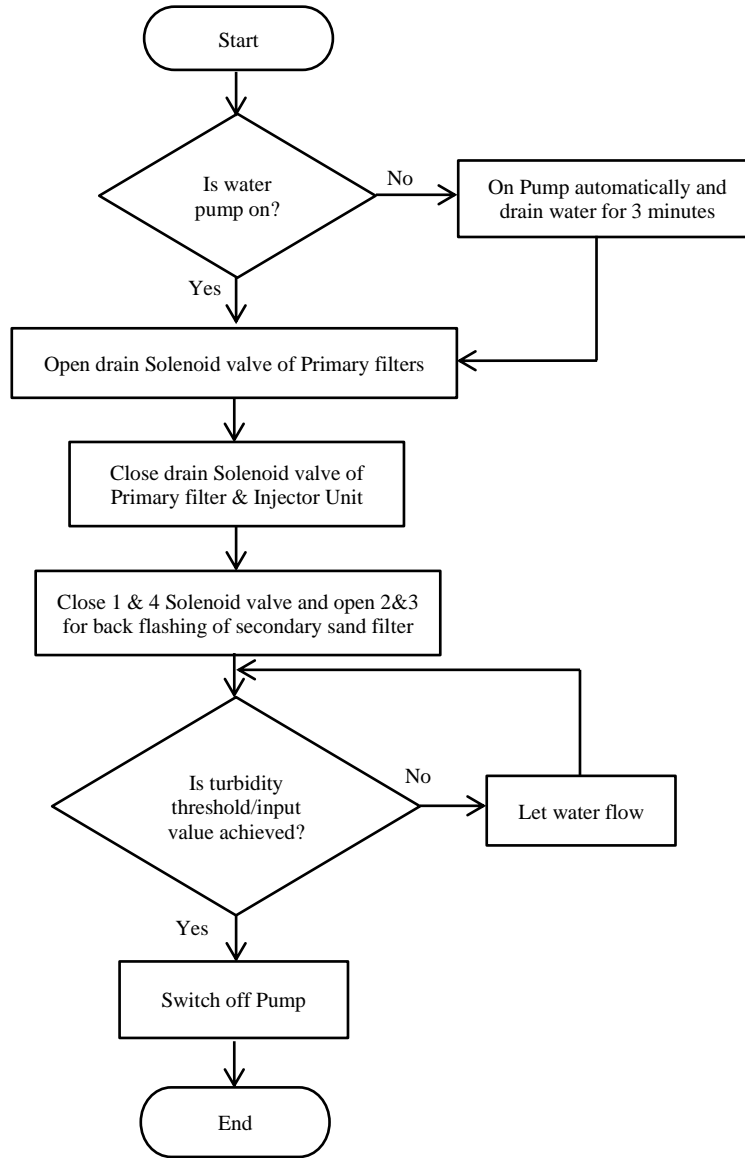 Start
Is water
pump on?
No
On Pump automatically and
drain water for 3 minutes
Yes
Open drain Solenoid valve of Primary filters
Close drain Solenoid valve of
Primary filter & Injector Unit
Close 1 & 4 Solenoid valve and open 2&3
for back flashing of secondary sand filter
Is turbidity
threshold/input
value achieved?
No
Let water flow
Yes
Switch off Pump
End